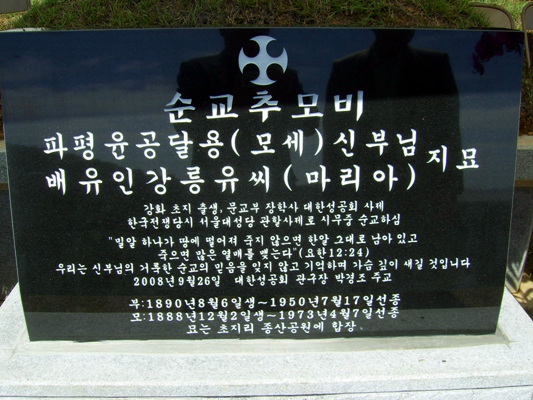 순교추모비
파평윤공달용(모세)신부님
배유인강릉유씨(마리아)
지묘
강화 초지 출생, 문교부 장학사 대한성공회 사제
한국전쟁당시 서울대성당 관할사제로 시무중 순교하심
"밀알 하나가 땅에 떨어져 죽지 않으면 한알 그대로 남아 있고
죽으면 많은 열매를 맺는다"(요한12:24)
우리는 신부님의 거룩한 순교의 믿음을 잊지 않고 기억하며 가슴 깊이 새길 것입니다
2008년9월26일 대한성공회 관구장 박경조 주교
부:1890년8월6일생~1950년7월17일선종
모:1888년12월2일생~1973년4월7일선종
묘는 초지리 종산공원에 합장